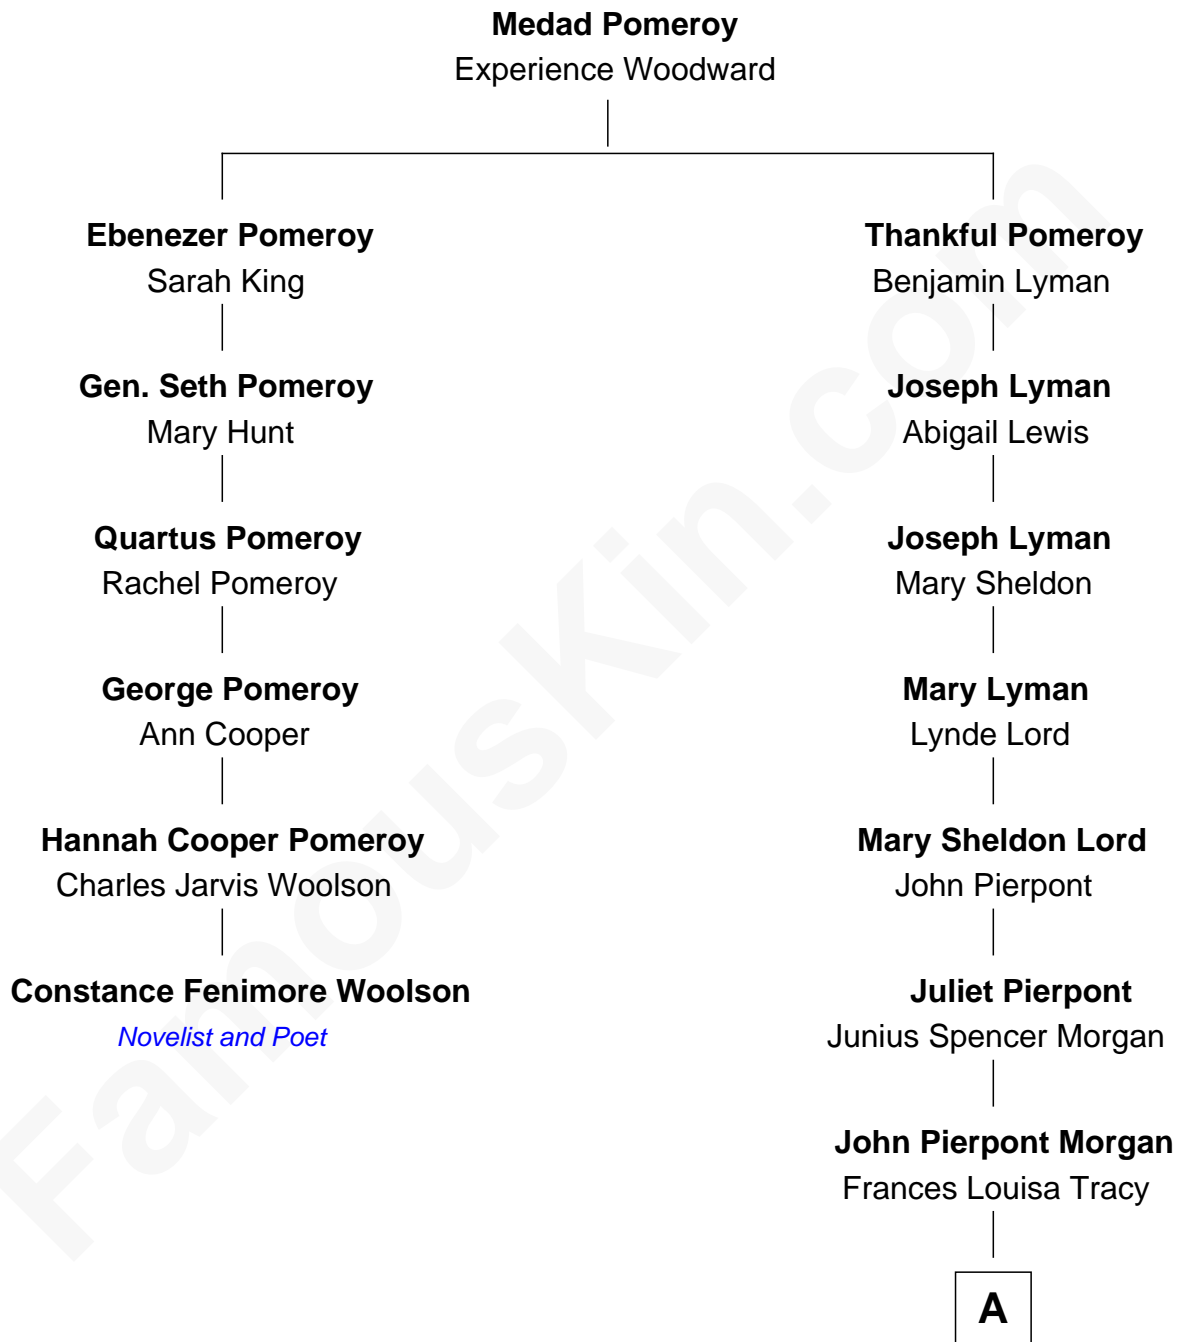 Medad Pomeroy
Experience Woodward
Ebenezer Pomeroy
Sarah King
Thankful Pomeroy
Benjamin Lyman
Gen. Seth Pomeroy
Mary Hunt
Joseph Lyman
Abigail Lewis
Quartus Pomeroy
Rachel Pomeroy
Joseph Lyman
Mary Sheldon
George Pomeroy
Ann Cooper
Mary Lyman
Lynde Lord
Hannah Cooper Pomeroy
Charles Jarvis Woolson
Mary Sheldon Lord
John Pierpont
Constance Fenimore Woolson
Novelist and Poet
Juliet Pierpont
Junius Spencer Morgan
John Pierpont Morgan
Frances Louisa Tracy
A
FamousKin.com